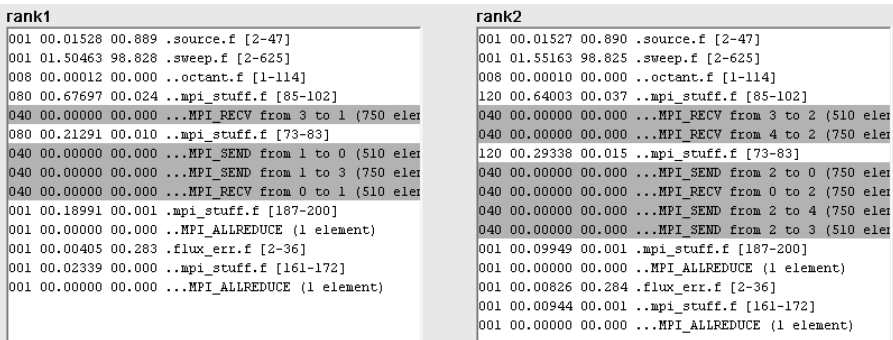 rank1
001 00.01528 00.889 .source.f [2-47]
001 01.50463 98.828 .sweep.f [2-625]
008 00.00012 00.000 ..octant.f [1-114]
080 00.67697 00.024 ..mpi_stuff.f [85-102]
040 00.00000 00.000 ...MPI_RECV from 3 to 1 (750 elem
080 00.21291 00.010 ..mpi_stuff.f [73-83]
040 00.00000 00.000 ...MPI_SEND from 1 to 0 (510 elem
040 00.00000 00.000 ...MPI_SEND from 1 to 3 (750 elem
040 00.00000 00.000 ...MPI_RECV from 0 to 1 (510 elem
001 00.18991 00.001 .mpi_stuff.f [187-200]
001 00.00000 00.000 ..MPI_ALLREDUCE (1 element)
001 00.00405 00.283 .flux_err.f [2-36]
001 00.02339 00.000 ..mpi_stuff.f [161-172]
001 00.00000 00.000 ...MPI_ALLREDUCE (1 element)
rank2
001 00.01527 00.890 .source.f [2-47]
001 01.55163 98.825 .sweep.f [2-625]
008 00.00010 00.000 ..octant.f [1-114]
120 00.64003 00.037 ..mpi_stuff.f [85-102]
040 00.00000 00.000 ...MPI_RECV from 3 to 2 (510 elem
040 00.00000 00.000 ...MPI_RECV from 4 to 2 (750 elem
120 00.29338 00.015 ..mpi_stuff.f [73-83]
040 00.00000 00.000 ...MPI_SEND from 2 to 0 (750 elem
040 00.00000 00.000 ...MPI_RECV from 0 to 2 (750 elem
040 00.00000 00.000 ...MPI_SEND from 2 to 4 (750 elem
040 00.00000 00.000 ...MPI_SEND from 2 to 3 (510 elem
001 00.09949 00.001 .mpi_stuff.f [187-200]
001 00.00000 00.000 ..MPI_ALLREDUCE (1 element)
001 00.00826 00.284 .flux_err.f [2-36]
001 00.00944 00.001 ..mpi_stuff.f [161-172]
001 00.00000 00.000 ...MPI_ALLREDUCE (1 element)